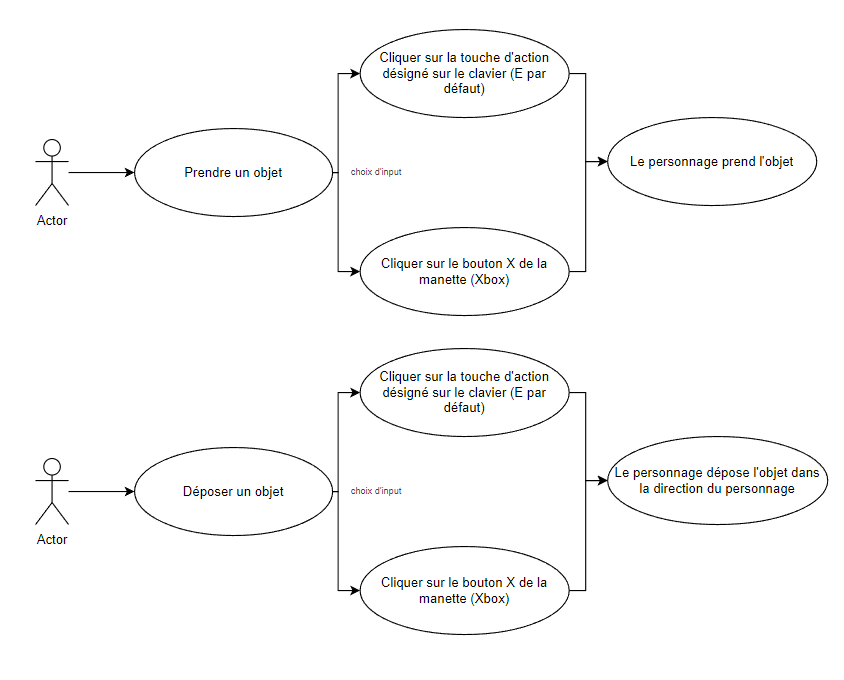 Cliquer sur la touche d'action
désigné sur le clavier (E par
défaut)
Le personnage prend l'objet
Prendre un objet
choix d'input
Actor
Cliquer sur le bouton X de la
manette (Xbox)
Cliquer sur la touche d'action
désigné sur le clavier (E par
défaut)
Le personnage dépose l'objet dans
la direction du personnage
Déposer un objet
choix d'input
Actor
Cliquer sur le bouton X de la
manette (Xbox)